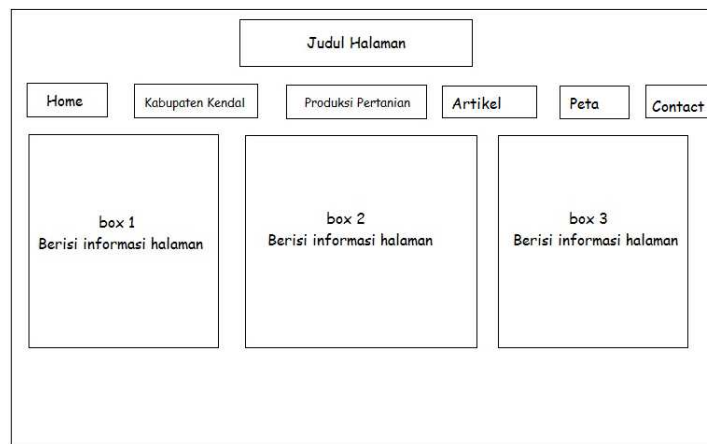 Judul Halaman
Home
Kabupaten Kendal
Produksi Pertanian
Artikel
Peta
Contact
box 1
Berisi informasi halaman
box 2
Berisi informasi halaman
box 3
Berisi informasi halaman